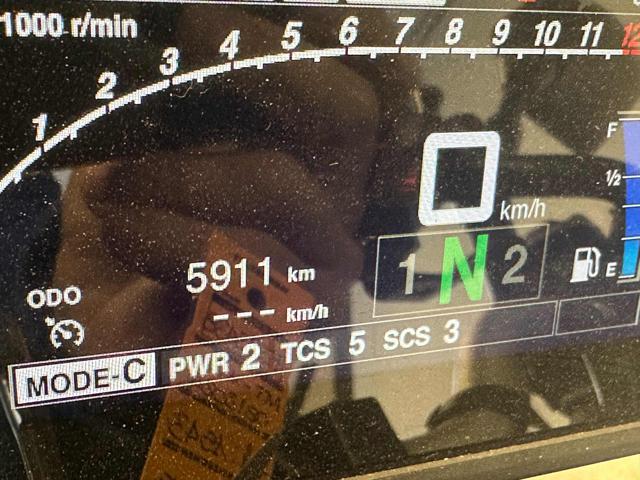 1000 r/min
1 2 3 4 5 6 7 8 9 10 11 12
0 km/h
F
1/2
E
1 N 2
ODO 5911 km
--- km/h
MODE-C PWR 2 TCS 5 SCS 3